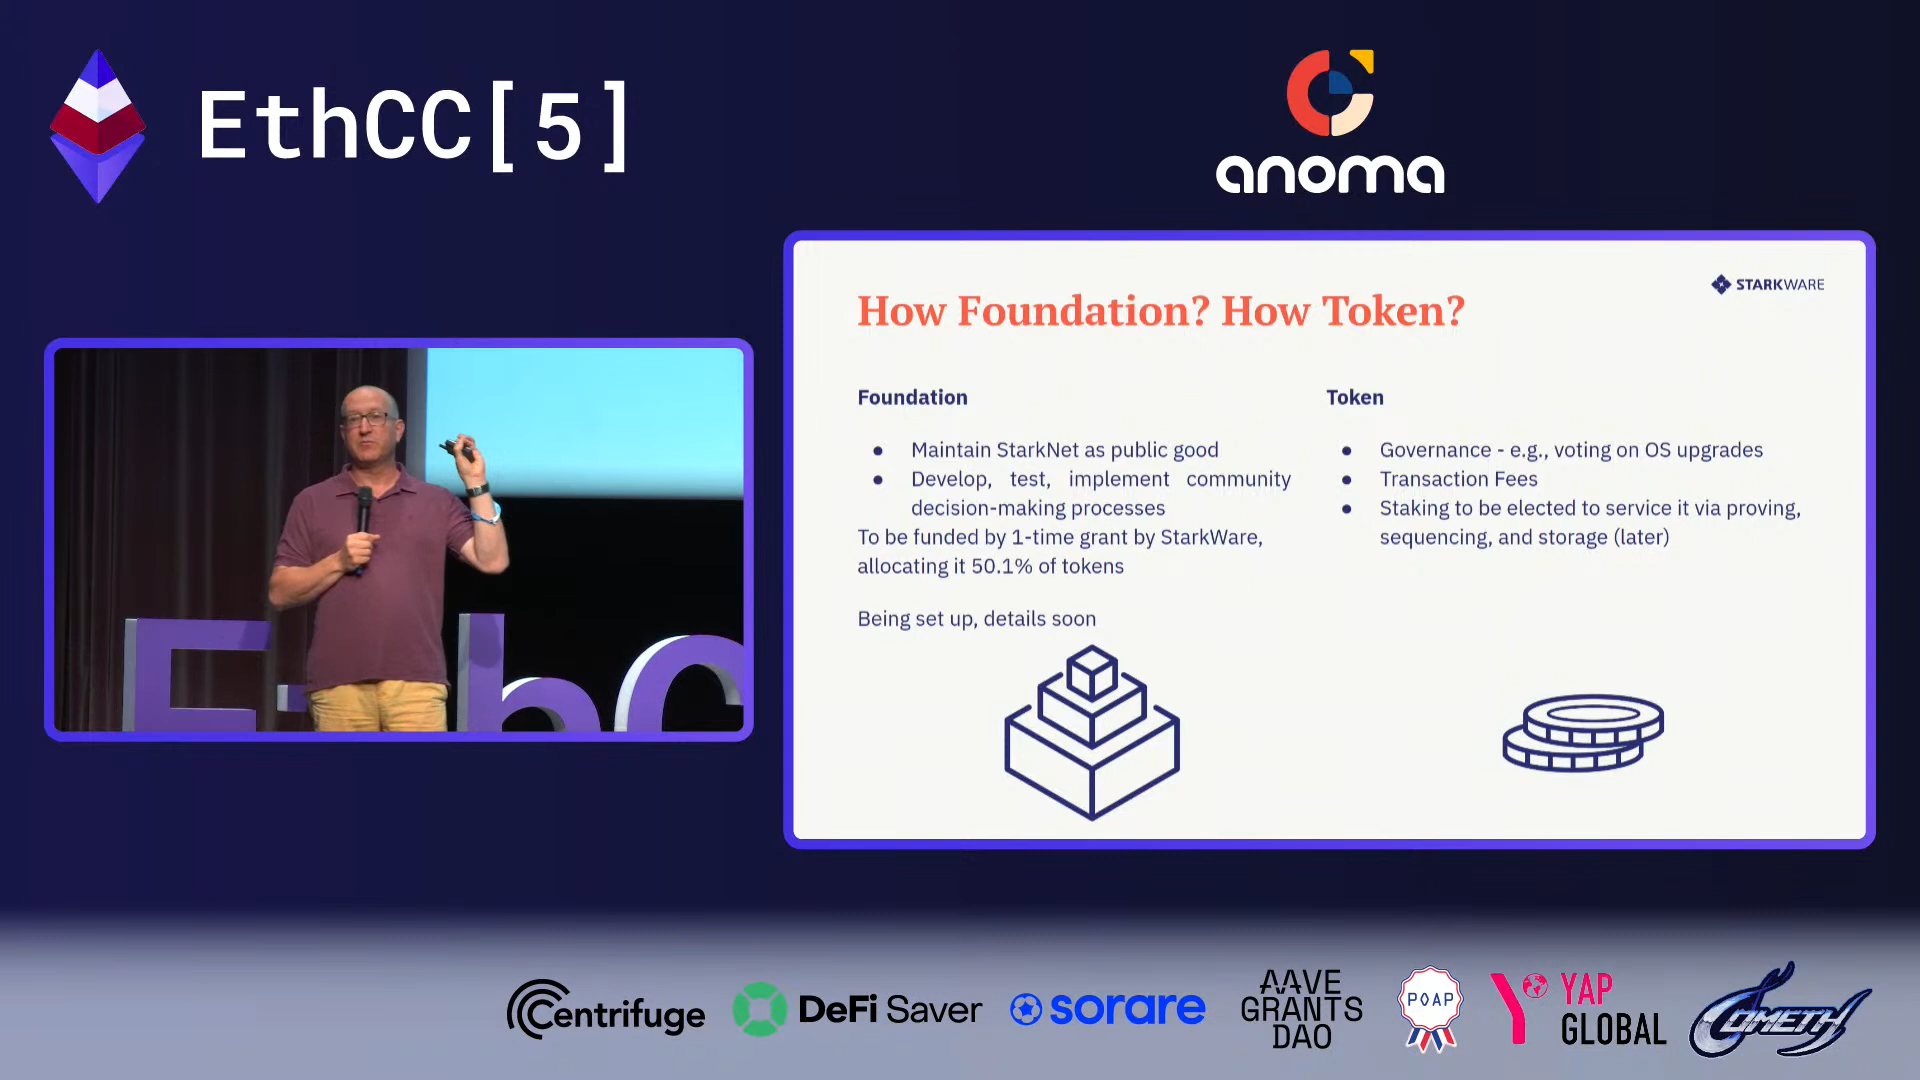 EthCC[5]
anoma
STARKWARE
How Foundation? How Token?
Foundation
• Maintain StarkNet as public good
• Develop, test, implement community
decision-making processes
To be funded by 1-time grant by StarkWare,
allocating it 50.1% of tokens
Being set up, details soon
Token
• Governance - e.g., voting on OS upgrades
• Transaction Fees
• Staking to be elected to service it via proving,
sequencing, and storage (later)
EthC
Centrifuge
DeFi Saver
sorare
AAVE
GRANTS
DAO
POAP
YAP
GLOBAL
COMETH